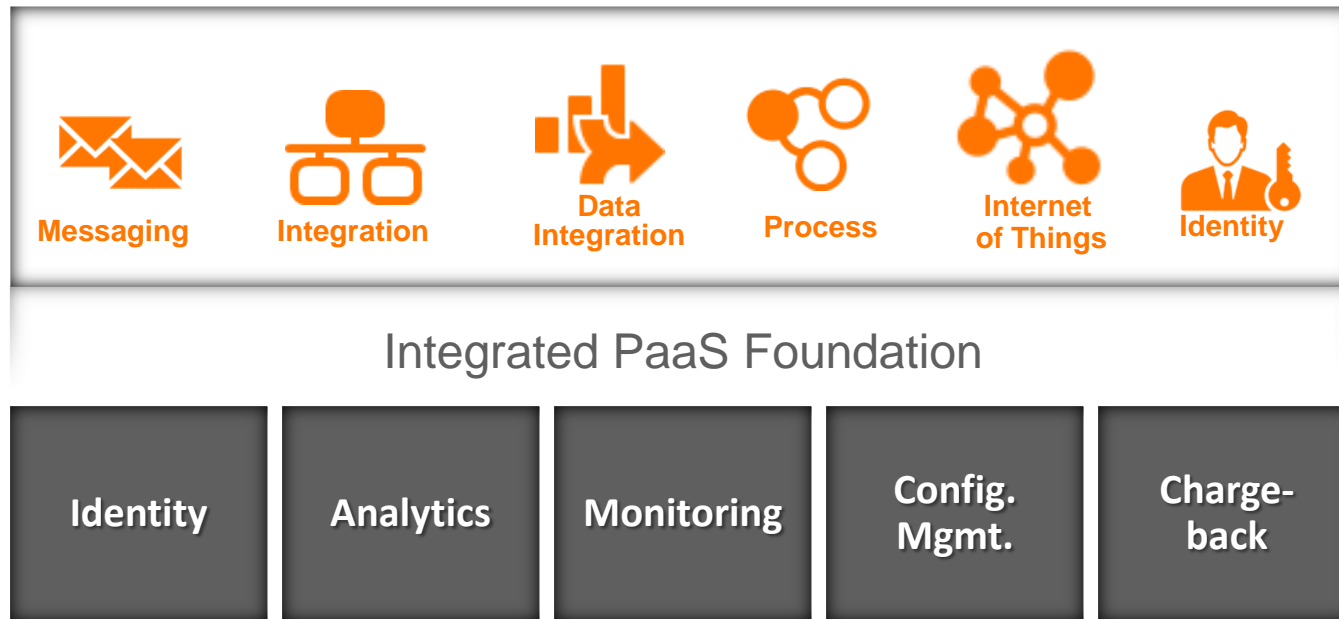 Messaging
Integration
Data
Integration
Process
Internet
of Things
Identity
Integrated PaaS Foundation
Identity
Analytics
Monitoring
Config.
Mgmt.
Charge-
back